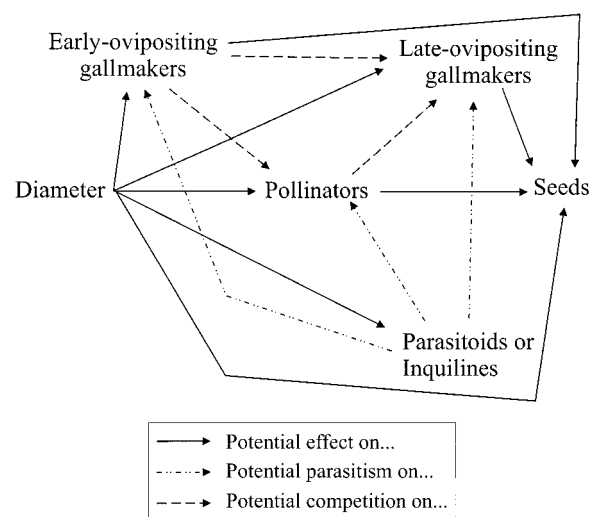 Early-ovipositing
gallmakers
Late-ovipositing
gallmakers
Diameter
Pollinators
Seeds
Parasitoids or
Inquilines
Potential effect on...
Potential parasitism on...
Potential competition on...